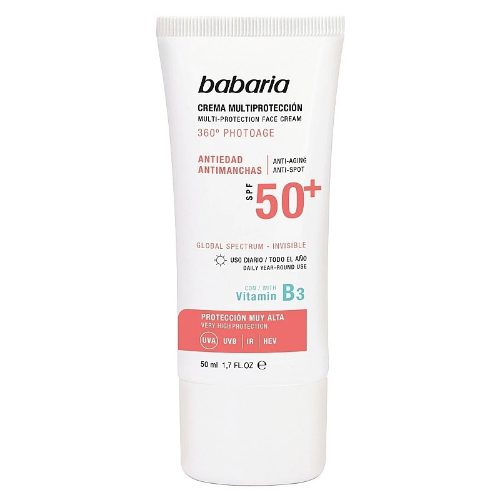 babaria
CREMA MULTIPROTECCIÓN
MULTI-PROTECTION FACE CREAM
360º PHOTOAGE
ANTIEDAD
ANTIMANCHAS
ANTI-AGING
ANTI-SPOT
SPF 50+
GLOBAL SPECTRUM - INVISIBLE
USO DIARIO / TODO EL AÑO
DAILY YEAR-ROUND USE
CON / WITH
Vitamin B3
PROTECCIÓN MUY ALTA
VERY HIGH PROTECTION
UVA UVB IR HEV
50 ml 1,7 FL.OZ e